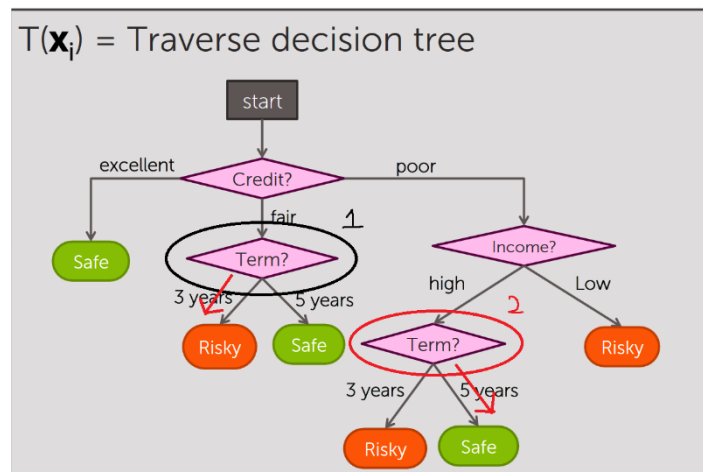 T(xᵢ) = Traverse decision tree
start
excellent
Credit?
poor
fair
1
Safe
Term?
Income?
3 years
5 years
high
Low
2
Risky
Safe
Term?
Risky
3 years
5 years
Risky
Safe